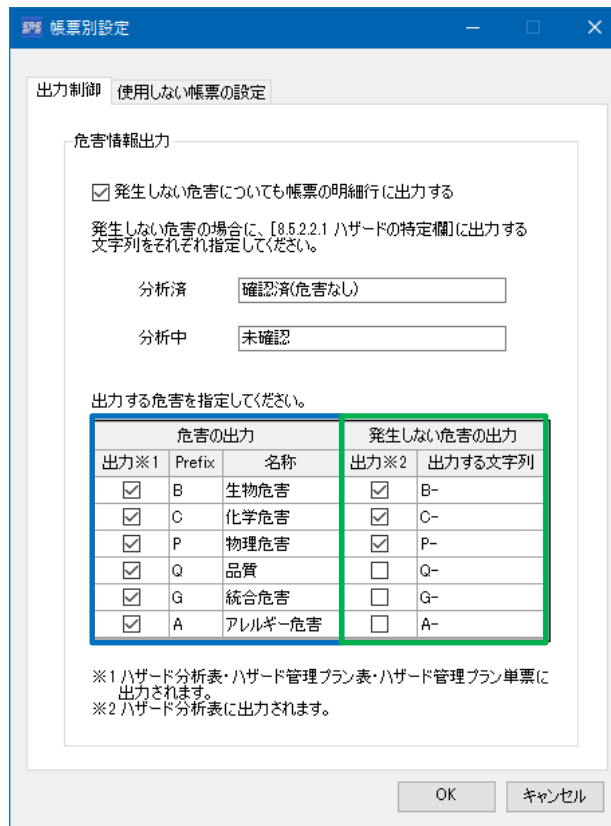 SPS 帳票別設定
出力制御 使用しない帳票の設定
危害情報出力
発生しない危害についても帳票の明細行に出力する
発生しない危害の場合に、[8.5.2.2.1 ハザードの特定欄]に出力する
文字列をそれぞれ指定してください。
分析済 確認済(危害なし)
分析中 未確認
出力する危害を指定してください。
危害の出力 発生しない危害の出力
出力※1 Prefix 名称 出力※2 出力する文字列
B 生物危害 B-
C 化学危害 C-
P 物理危害 P-
Q 品質 Q-
G 統合危害 G-
A アレルギー危害 A-
※1 ハザード分析表・ハザード管理プラン表・ハザード管理プラン単票に
出力されます。
※2 ハザード分析表に出力されます。
OK キャンセル